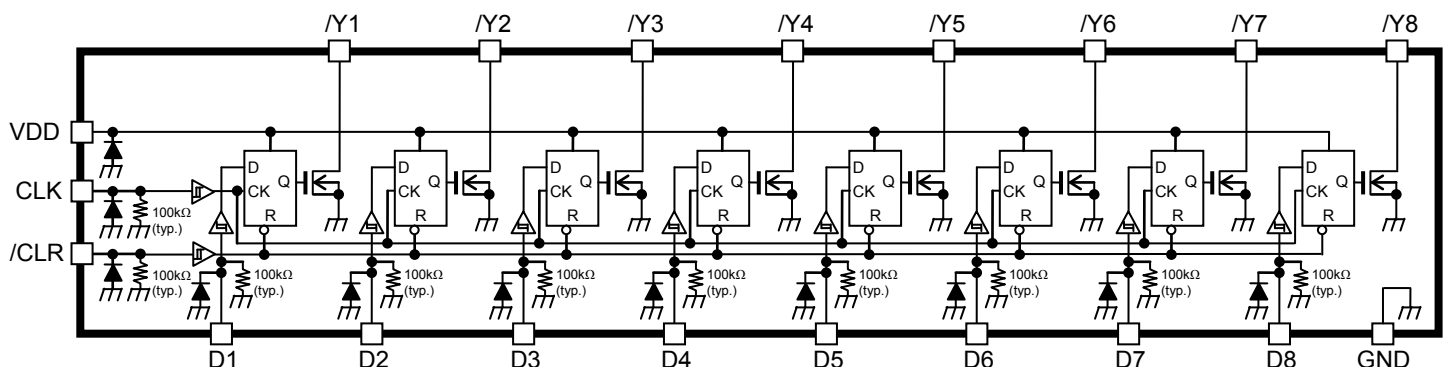 /Y1 /Y2 /Y3 /Y4 /Y5 /Y6 /Y7 /Y8
VDD
D D D D D D D D
CLK
Q Q Q Q Q Q Q Q
CK CK CK CK CK CK CK CK
100kΩ
(typ.)
R R R R R R R R
/CLR
100kΩ 100kΩ 100kΩ 100kΩ 100kΩ 100kΩ 100kΩ 100kΩ 100kΩ
(typ.) (typ.) (typ.) (typ.) (typ.) (typ.) (typ.) (typ.) (typ.)
D1 D2 D3 D4 D5 D6 D7 D8 GND